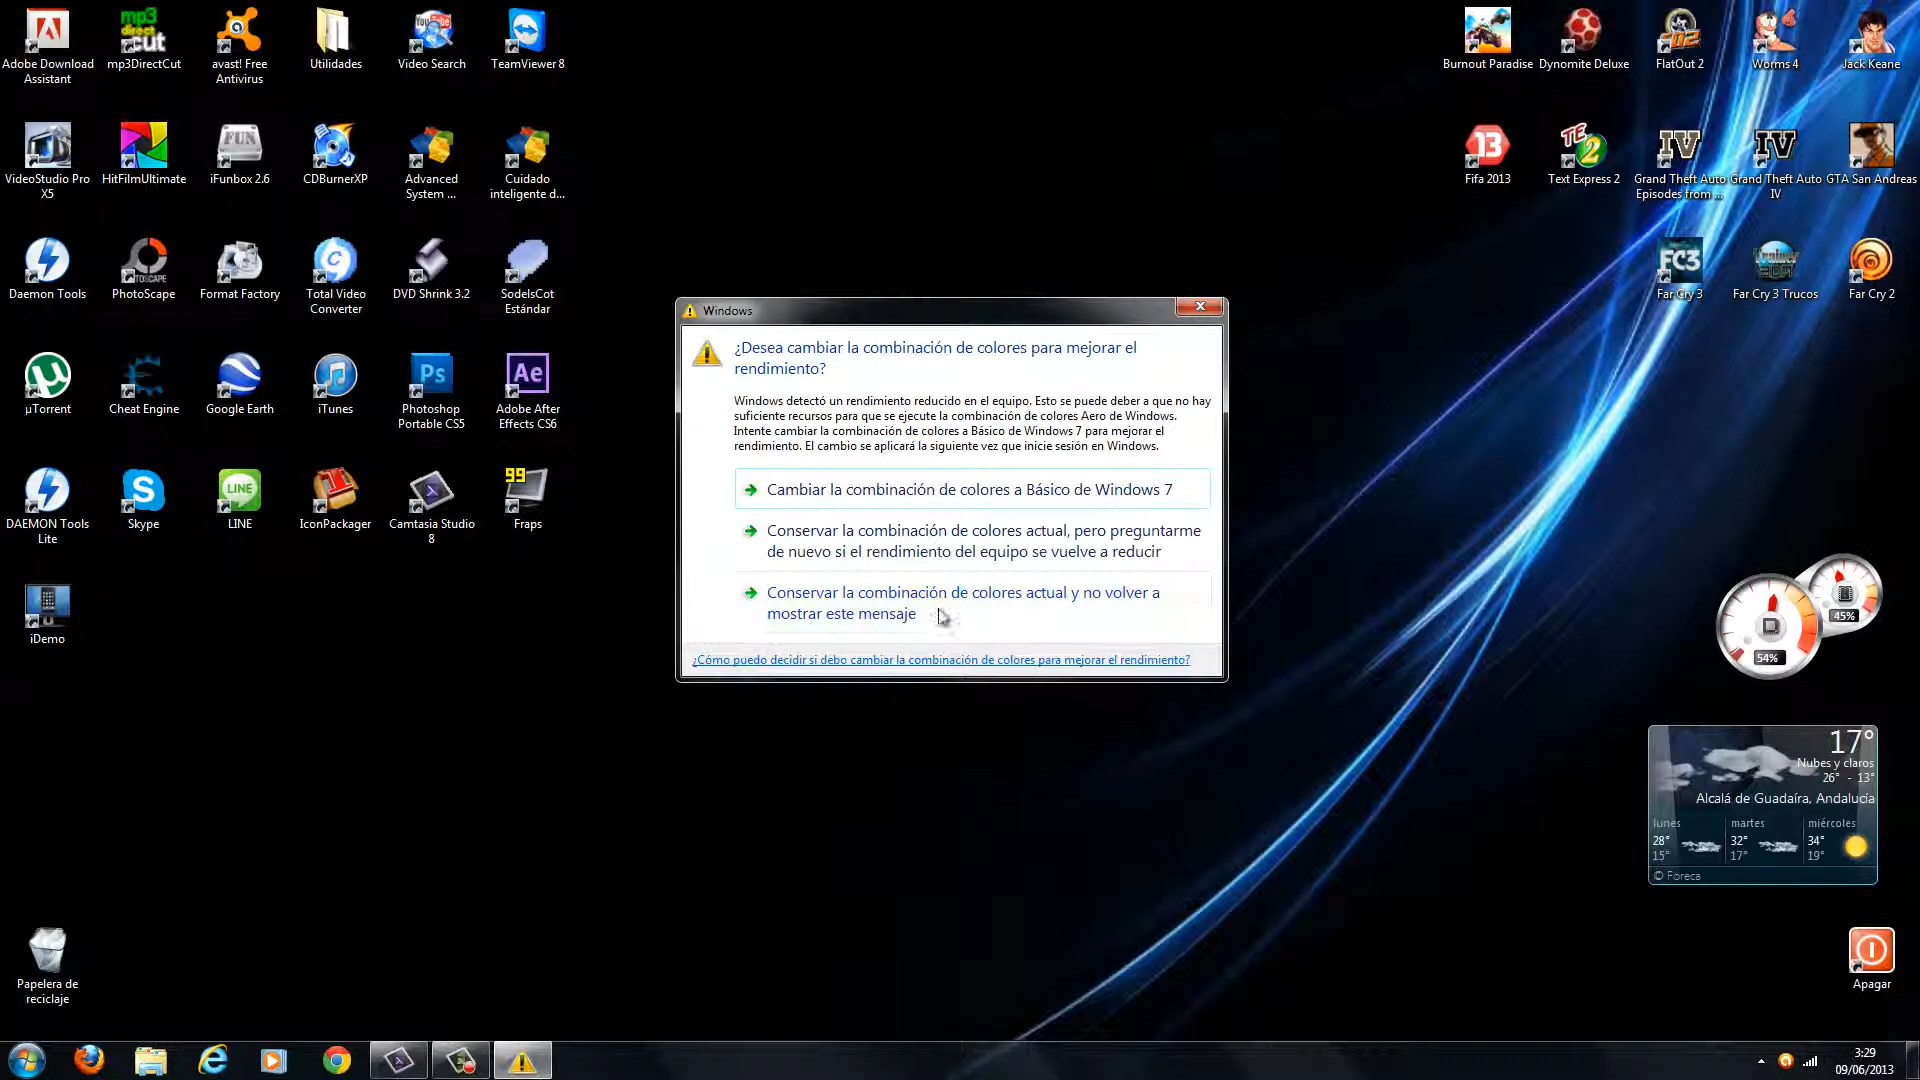 Adobe Download
Assistant
mp3DirectCut
avast! Free
Antivirus
Utilidades
Video Search
TeamViewer 8
Burnout Paradise
Dynomite Deluxe
FlatOut 2
Worms 4
Jack Keane
VideoStudio Pro
X5
HitFilmUltimate
iFunbox 2.6
CDBurnerXP
Advanced
System ...
Cuidado
inteligente d...
Fifa 2013
Text Express 2
Grand Theft Auto
Episodes from ...
Grand Theft Auto
IV
GTA San Andreas
Daemon Tools
PhotoScape
Format Factory
Total Video
Converter
DVD Shrink 3.2
SodelsCot
Estándar
Far Cry 3
Far Cry 3 Trucos
Far Cry 2
µTorrent
Cheat Engine
Google Earth
iTunes
Photoshop
Portable CS5
Adobe After
Effects CS6
DAEMON Tools
Lite
Skype
LINE
IconPackager
Camtasia Studio
8
Fraps
iDemo
Windows
¿Desea cambiar la combinación de colores para mejorar el
rendimiento?
Windows detectó un rendimiento reducido en el equipo. Esto se puede deber a que no hay
suficiente recursos para que se ejecute la combinación de colores Aero de Windows.
Intente cambiar la combinación de colores a Básico de Windows 7 para mejorar el
rendimiento. El cambio se aplicará la siguiente vez que inicie sesión en Windows.
Cambiar la combinación de colores a Básico de Windows 7
Conservar la combinación de colores actual, pero preguntarme
de nuevo si el rendimiento del equipo se vuelve a reducir
Conservar la combinación de colores actual y no volver a
mostrar este mensaje
¿Cómo puedo decidir si debo cambiar la combinación de colores para mejorar el rendimiento?
45%
54%
17°
Nubes y claros
26° - 13°
Alcalá de Guadaíra, Andalucía
lunes martes miércoles
28° 32° 34°
15° 17° 19°
© Foreca
Papelera de
reciclaje
Apagar
3:29
09/06/2013